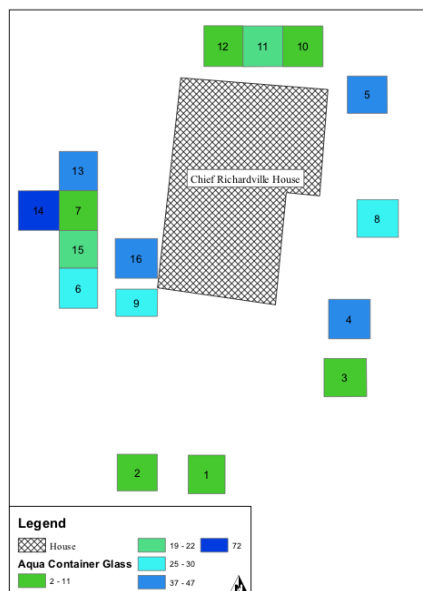 12 11 10
5
Chief Richardville House
13
14 7
8
15
16
6
9
4
3
2 1
Legend
House
19 - 22
72
Aqua Container Glass
25 - 30
2 - 11
37 - 47